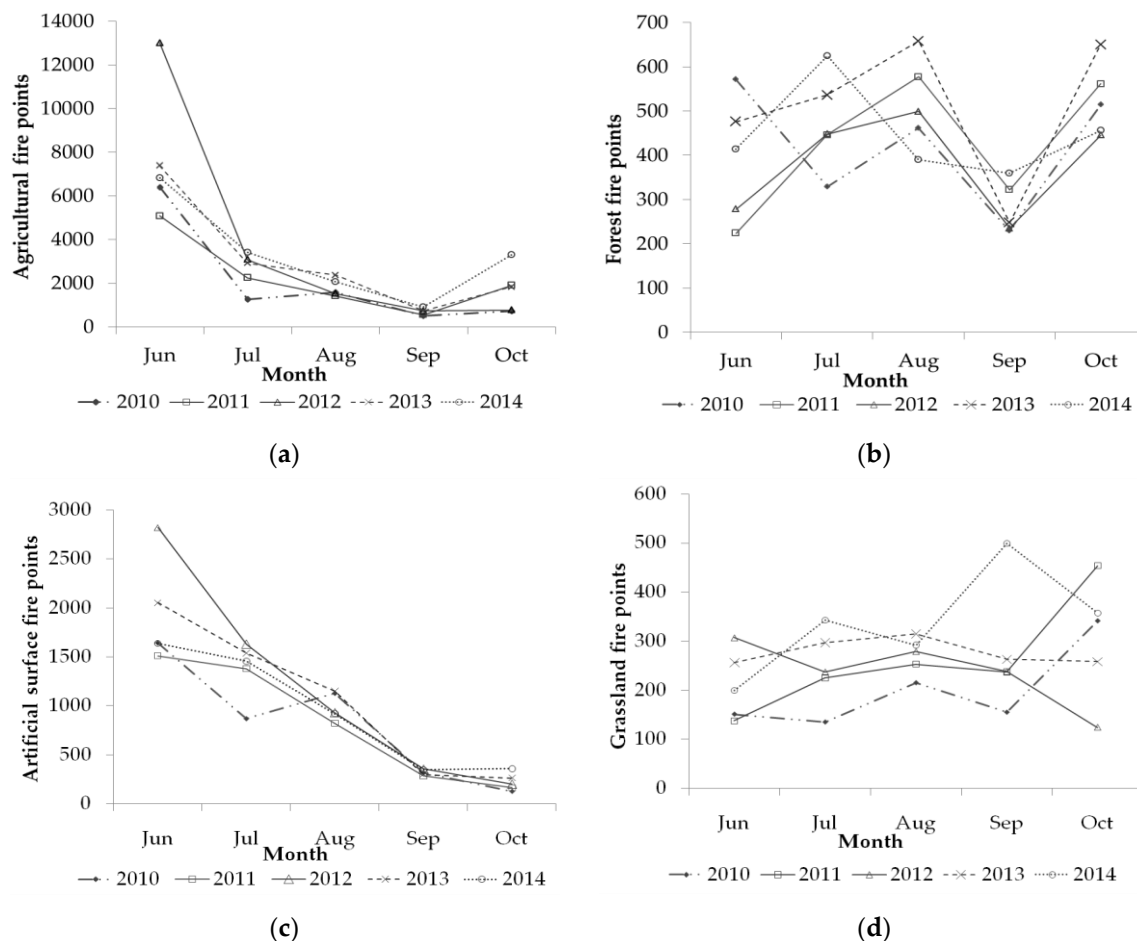 Agricultural fire points
14000
12000
10000
8000
6000
4000
2000
0
Jun Jul Aug Sep Oct
Month
2010 2011 2012 2013 2014
(a)
Forest fire points
700
600
500
400
300
200
100
0
Jun Jul Aug Sep Oct
Month
2010 2011 2012 2013 2014
(b)
Artificial surface fire points
3000
2500
2000
1500
1000
500
0
Jun Jul Aug Sep Oct
Month
2010 2011 2012 2013 2014
(c)
Grassland fire points
600
500
400
300
200
100
0
Jun Jul Aug Sep Oct
Month
2010 2011 2012 2013 2014
(d)